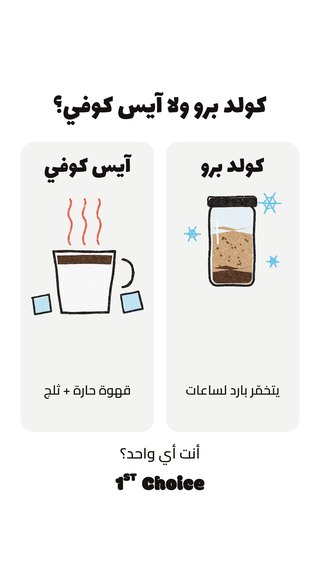 كولد برو ولا آيس كوفي؟
كولد برو
يتخمّر بارد لساعات
آيس كوفي
قهوة حارة + ثلج
أنت أي واحد؟
1ST Choice